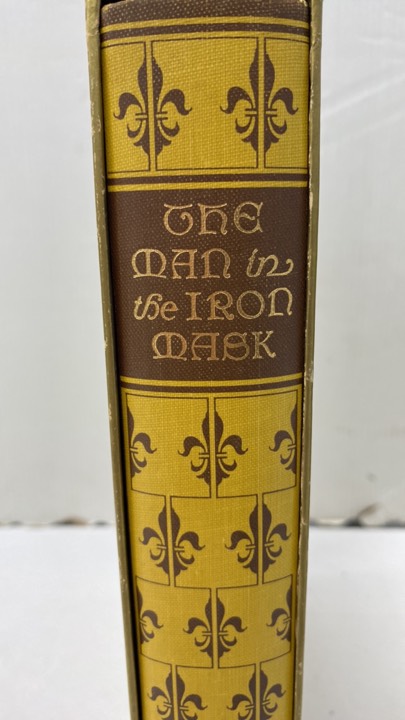 THE
MAN in
the IRON
MASK